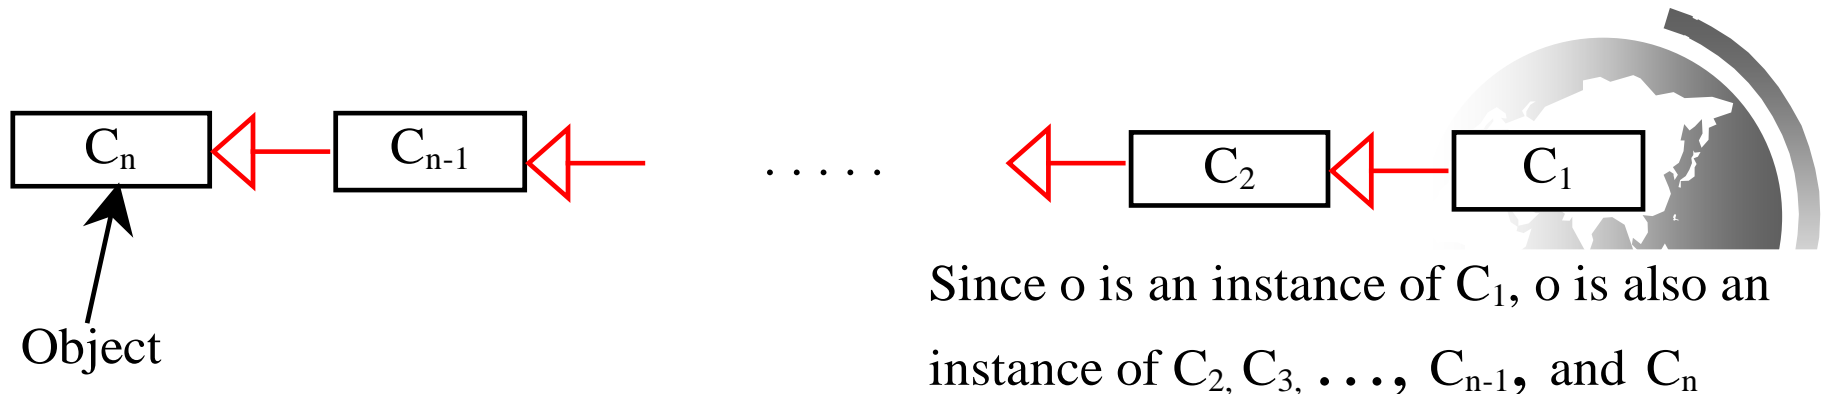 Cₙ Cₙ₋₁ . . . . . C₂ C₁
Object
Since o is an instance of C₁, o is also an
instance of C₂, C₃, . . ., Cₙ₋₁, and Cₙ